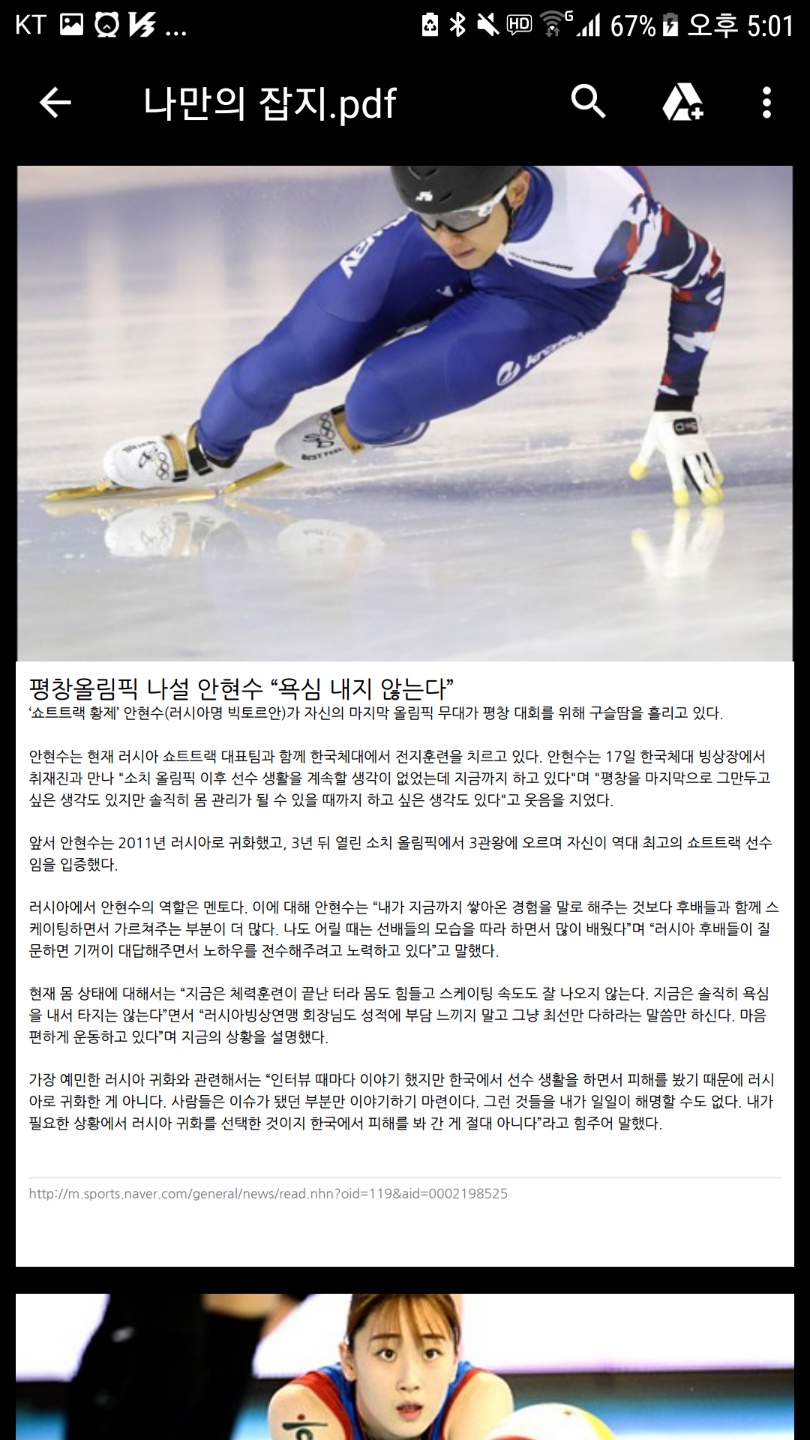 KT ... HD G 67% 오후 5:01
나만의 잡지.pdf
BEST FEEL
평창올림픽 나설 안현수 “욕심 내지 않는다”
‘쇼트트랙 황제’ 안현수(러시아명 빅토르안)가 자신의 마지막 올림픽 무대가 평창 대회를 위해 구슬땀을 흘리고 있다.
안현수는 현재 러시아 쇼트트랙 대표팀과 함께 한국체대에서 전지훈련을 치르고 있다. 안현수는 17일 한국체대 빙상장에서
취재진과 만나 "소치 올림픽 이후 선수 생활을 계속할 생각이 없었는데 지금까지 하고 있다"며 "평창을 마지막으로 그만두고
싶은 생각도 있지만 솔직히 몸 관리가 될 수 있을 때까지 하고 싶은 생각도 있다"고 웃음을 지었다.
앞서 안현수는 2011년 러시아로 귀화했고, 3년 뒤 열린 소치 올림픽에서 3관왕에 오르며 자신이 역대 최고의 쇼트트랙 선수
임을 입증했다.
러시아에서 안현수의 역할은 멘토다. 이에 대해 안현수는 “내가 지금까지 쌓아온 경험을 말로 해주는 것보다 후배들과 함께 스
케이팅하면서 가르쳐주는 부분이 더 많다. 나도 어릴 때는 선배들의 모습을 따라 하면서 많이 배웠다”며 “러시아 후배들이 질
문하면 기꺼이 대답해주면서 노하우를 전수해주려고 노력하고 있다”고 말했다.
현재 몸 상태에 대해서는 “지금은 체력훈련이 끝난 터라 몸도 힘들고 스케이팅 속도도 잘 나오지 않는다. 지금은 솔직히 욕심
을 내서 타지는 않는다”면서 “러시아빙상연맹 회장님도 성적에 부담 느끼지 말고 그냥 최선만 다하라는 말씀만 하신다. 마음
편하게 운동하고 있다”며 지금의 상황을 설명했다.
가장 예민한 러시아 귀화와 관련해서는 “인터뷰 때마다 이야기 했지만 한국에서 선수 생활을 하면서 피해를 봤기 때문에 러시
아로 귀화한 게 아니다. 사람들은 이슈가 됐던 부분만 이야기하기 마련이다. 그런 것들을 내가 일일이 해명할 수도 없다. 내가
필요한 상황에서 러시아 귀화를 선택한 것이지 한국에서 피해를 봐 간 게 절대 아니다”라고 힘주어 말했다.
http://m.sports.naver.com/general/news/read.nhn?oid=119&aid=0002198525